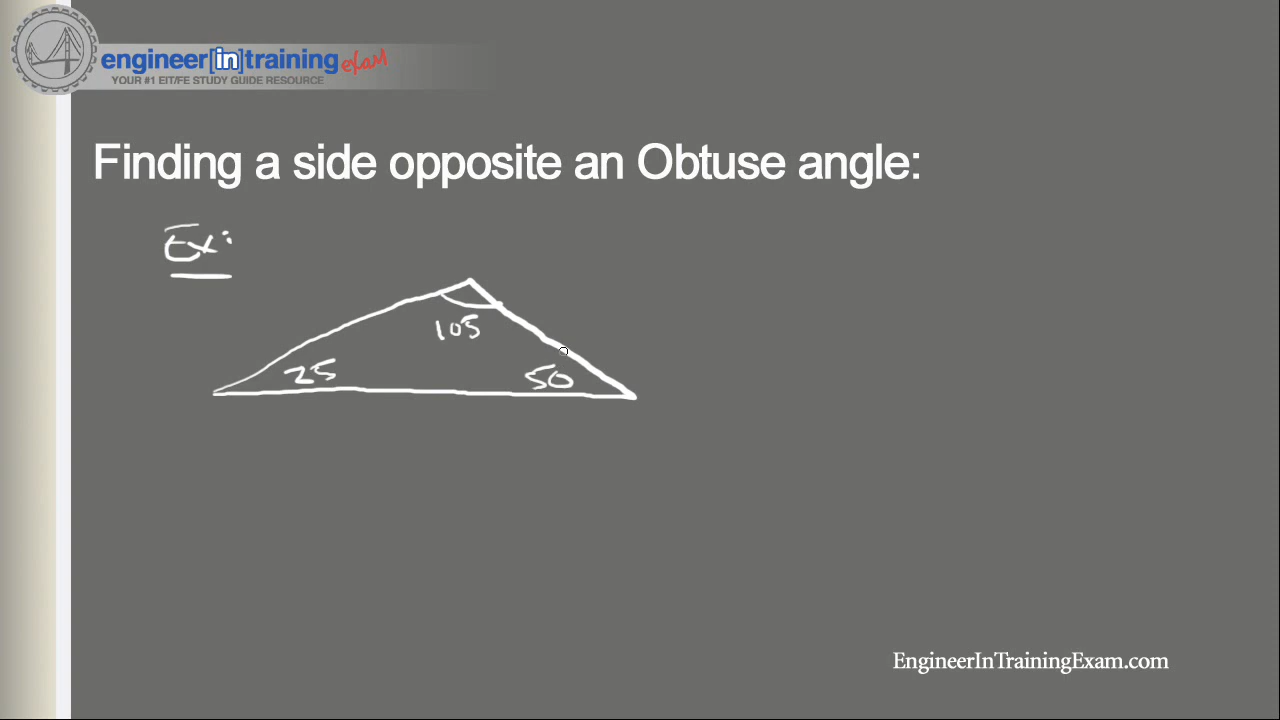 engineer[in]training exam
YOUR #1 EIT/FE STUDY GUIDE RESOURCE
Finding a side opposite an Obtuse angle:
Ex:
105
25
50
EngineerInTrainingExam.com